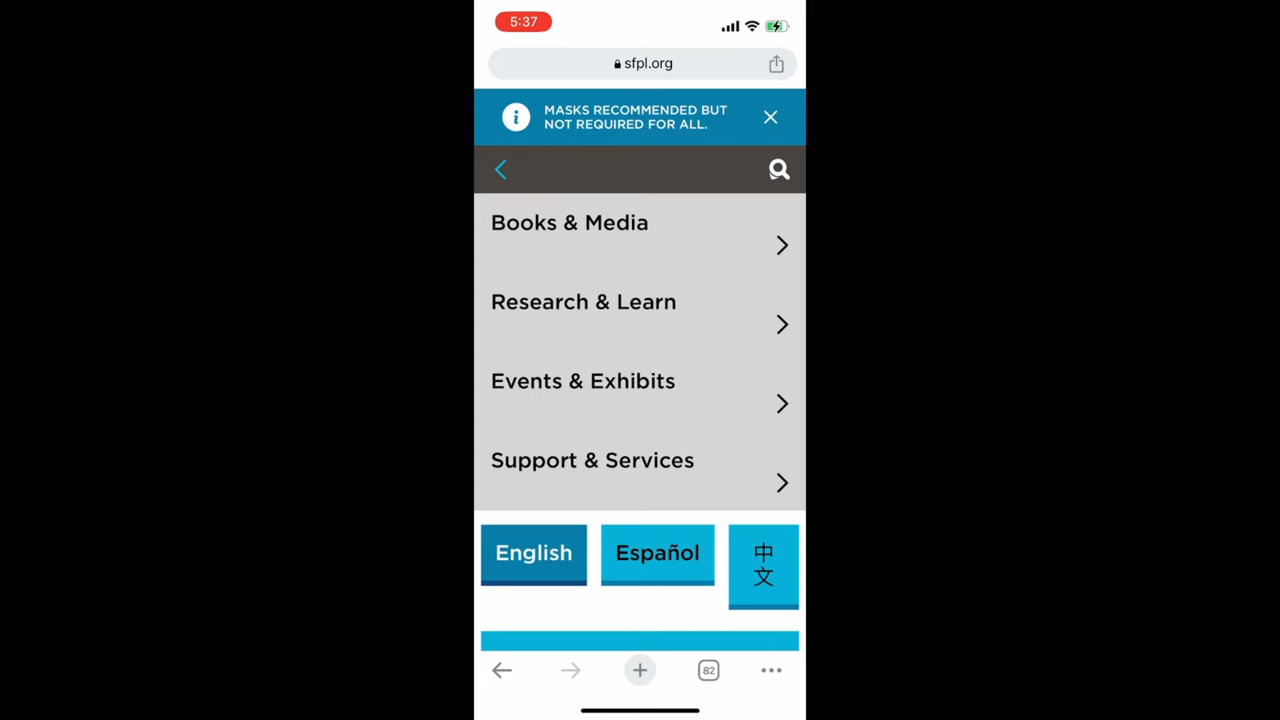 5:37
sfpl.org
MASKS RECOMMENDED BUT
NOT REQUIRED FOR ALL.
Books & Media
Research & Learn
Events & Exhibits
Support & Services
English
Español
中
文
82